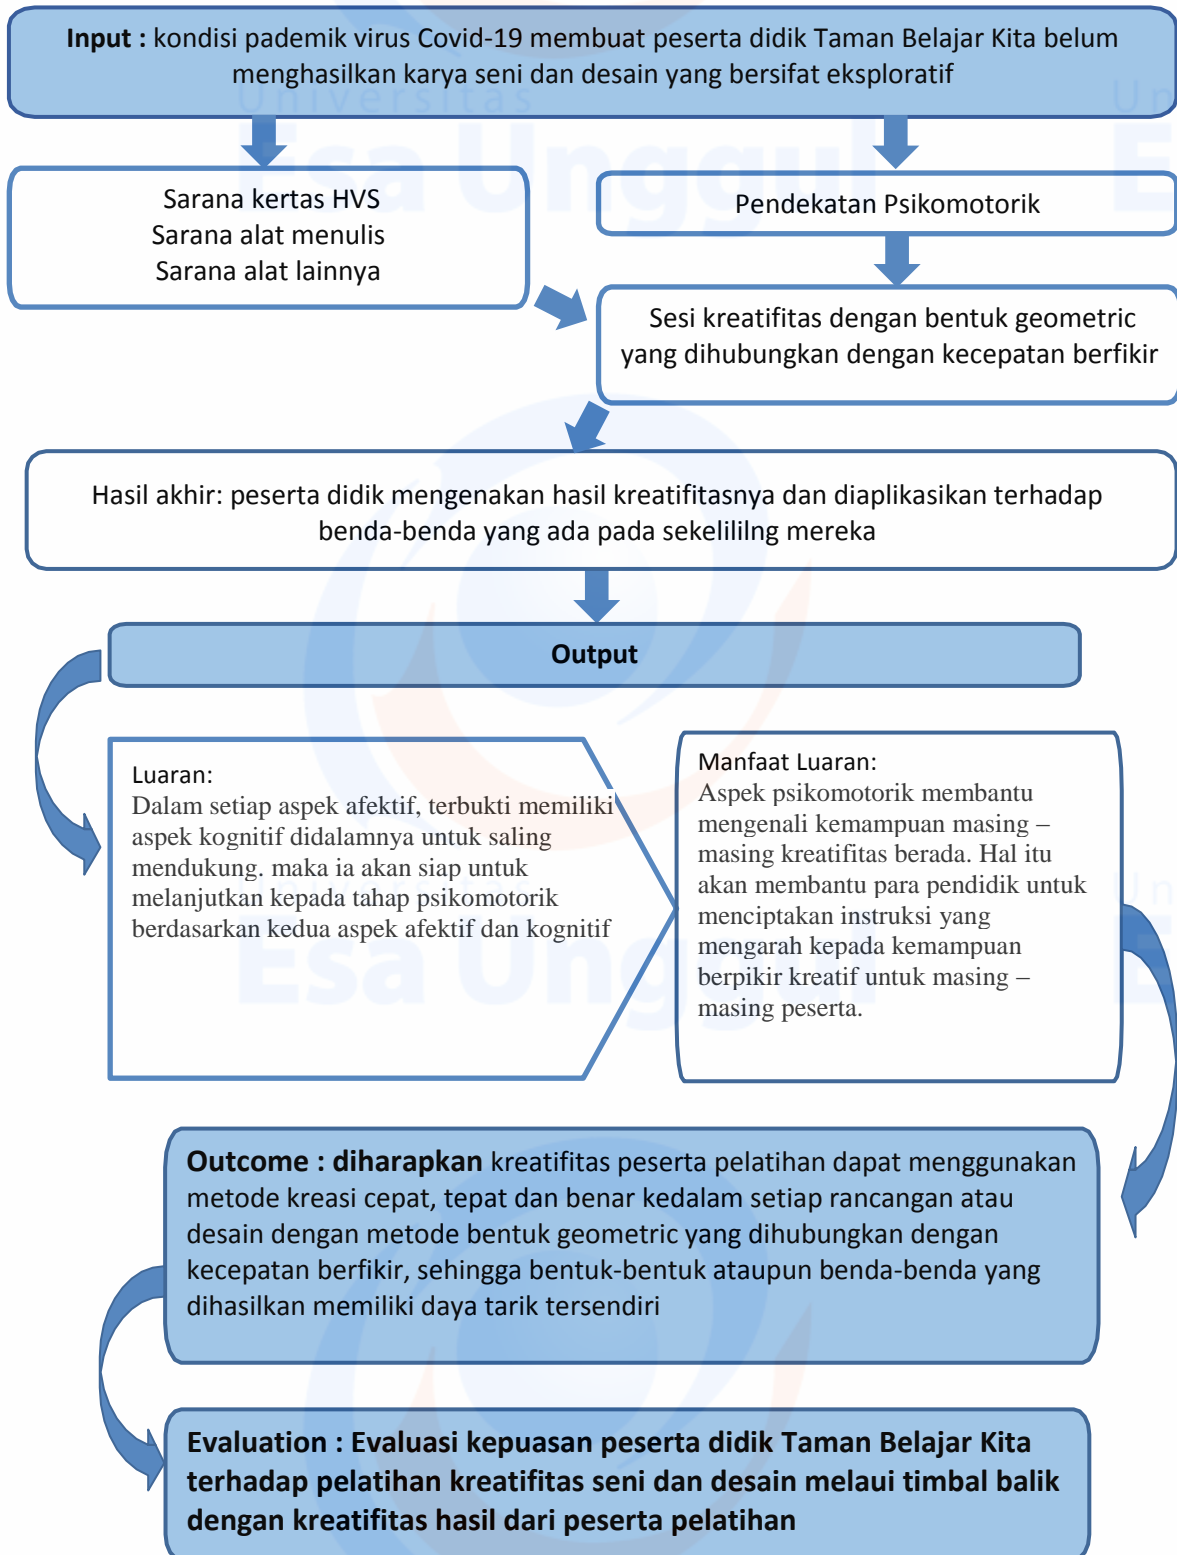 Input : kondisi pademik virus Covid-19 membuat peserta didik Taman Belajar Kita belum
menghasilkan karya seni dan desain yang bersifat eksploratif
Universitas
Esa Unggul
Un
E
Sarana kertas HVS
Sarana alat menulis
Sarana alat lainnya
Pendekatan Psikomotorik
Sesi kreatifitas dengan bentuk geometric
yang dihubungkan dengan kecepatan berfikir
Hasil akhir: peserta didik mengenakan hasil kreatifitasnya dan diaplikasikan terhadap
benda-benda yang ada pada sekelililng mereka
Output
Luaran:
Dalam setiap aspek afektif, terbukti memiliki
aspek kognitif didalamnya untuk saling
mendukung. maka ia akan siap untuk
melanjutkan kepada tahap psikomotorik
berdasarkan kedua aspek afektif dan kognitif
Manfaat Luaran:
Aspek psikomotorik membantu
mengenali kemampuan masing –
masing kreatifitas berada. Hal itu
akan membantu para pendidik untuk
menciptakan instruksi yang
mengarah kepada kemampuan
berpikir kreatif untuk masing –
masing peserta.
Universitas
Esa Unggul
Un
E
Outcome : diharapkan kreatifitas peserta pelatihan dapat menggunakan
metode kreasi cepat, tepat dan benar kedalam setiap rancangan atau
desain dengan metode bentuk geometric yang dihubungkan dengan
kecepatan berfikir, sehingga bentuk-bentuk ataupun benda-benda yang
dihasilkan memiliki daya tarik tersendiri
Evaluation : Evaluasi kepuasan peserta didik Taman Belajar Kita
terhadap pelatihan kreatifitas seni dan desain melaui timbal balik
dengan kreatifitas hasil dari peserta pelatihan